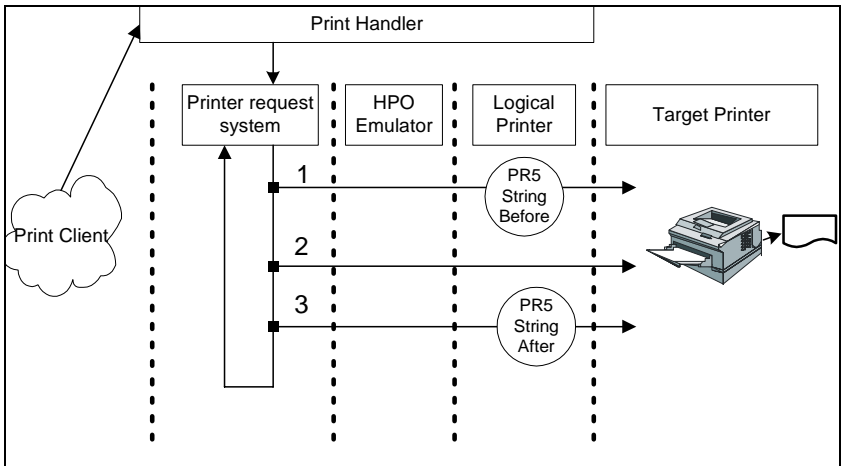 Print Handler
Printer request
system
HPO
Emulator
Logical
Printer
Target Printer
1
PR5
String
Before
Print Client
2
3
PR5
String
After